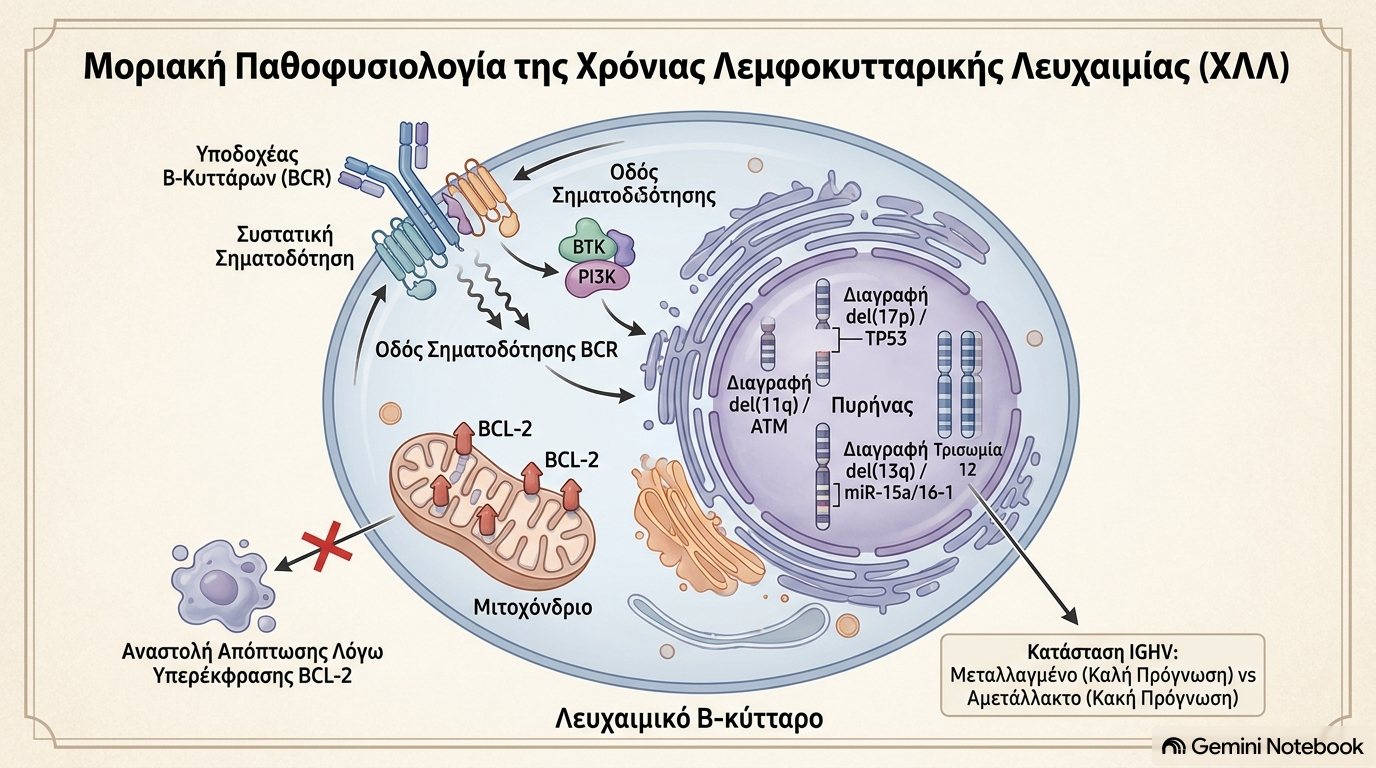 Μοριακή Παθοφυσιολογία της Χρόνιας Λεμφοκυτταρικής Λευχαιμίας (ΧΛΛ)
Υποδοχέας
Β-Κυττάρων (BCR)
Συστατική
Σηματοδότηση
Οδός
Σηματοδότησης
BTK
PI3K
Οδός Σηματοδότησης BCR
Διαγραφή
del(17p) /
TP53
Διαγραφή
del(11q) /
ATM
Πυρήνας
Διαγραφή
del(13q) /
miR-15a/16-1
Τρισωμία
12
BCL-2
BCL-2
Μιτοχόνδριο
Αναστολή Απόπτωσης Λόγω
Υπερέκφρασης BCL-2
Κατάσταση IGHV:
Μεταλλαγμένο (Καλή Πρόγνωση) vs
Αμετάλλακτο (Κακή Πρόγνωση)
Λευχαιμικό Β-κύτταρο
Gemini Notebook